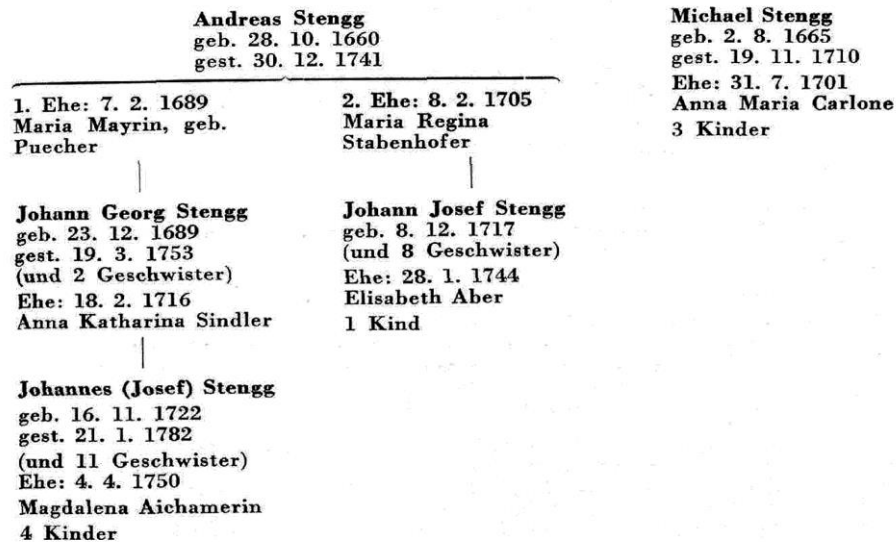 Andreas Stengg
geb. 28. 10. 1660
gest. 30. 12. 1741
1. Ehe: 7. 2. 1689
Maria Mayrin, geb.
Puecher
Johann Georg Stengg
geb. 23. 12. 1689
gest. 19. 3. 1753
(und 2 Geschwister)
Ehe: 18. 2. 1716
Anna Katharina Sindler
Johannes (Josef) Stengg
geb. 16. 11. 1722
gest. 21. 1. 1782
(und 11 Geschwister)
Ehe: 4. 4. 1750
Magdalena Aichamerin
4 Kinder
2. Ehe: 8. 2. 1705
Maria Regina
Stabenhofer
Johann Josef Stengg
geb. 8. 12. 1717
(und 8 Geschwister)
Ehe: 28. 1. 1744
Elisabeth Aber
1 Kind
Michael Stengg
geb. 2. 8. 1665
gest. 19. 11. 1710
Ehe: 31. 7. 1701
Anna Maria Carlone
3 Kinder